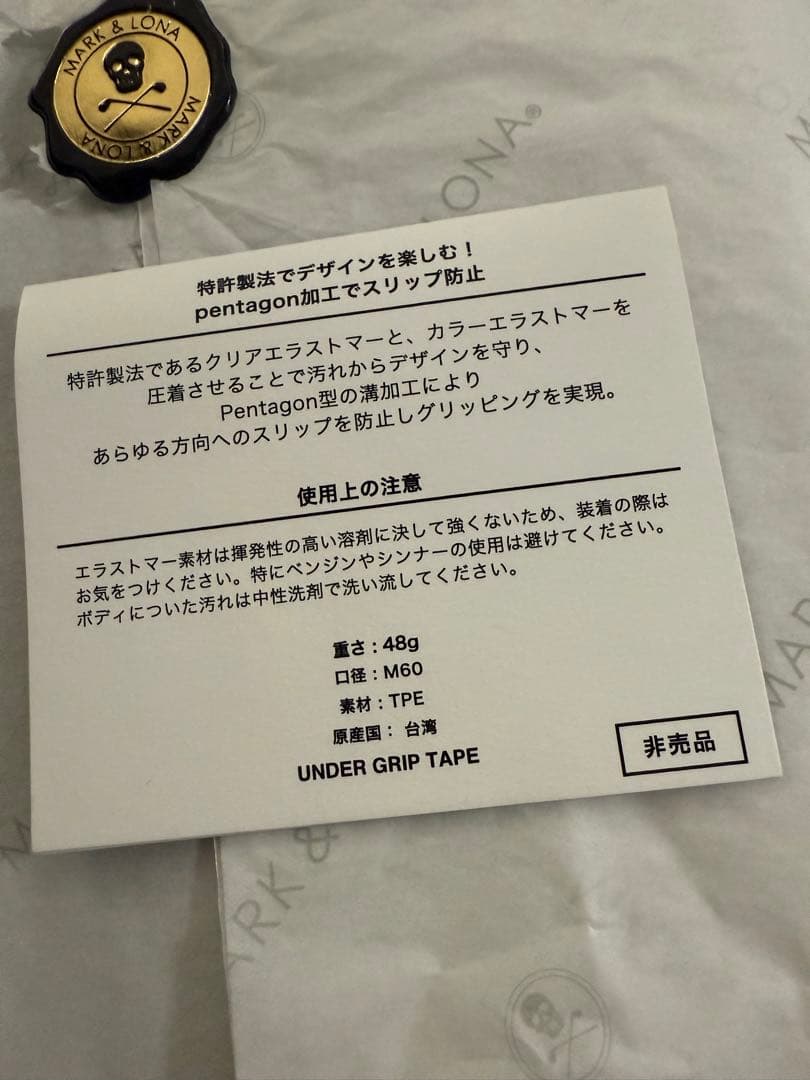 MARK & LONA
MARK & LONA
LONA®
特許製法でデザインを楽しむ！
pentagon加工でスリップ防止
特許製法であるクリアエラストマーと、カラーエラストマーを
圧着させることで汚れからデザインを守り、
Pentagon型の溝加工により
あらゆる方向へのスリップを防止しグリッピングを実現。
使用上の注意
エラストマー素材は揮発性の高い溶剤に決して強くないため、装着の際は
お気をつけください。特にベンジンやシンナーの使用は避けてください。
ボディについた汚れは中性洗剤で洗い流してください。
重さ：48g
口径：M60
素材：TPE
原産国： 台湾
UNDER GRIP TAPE
非売品
ARK &